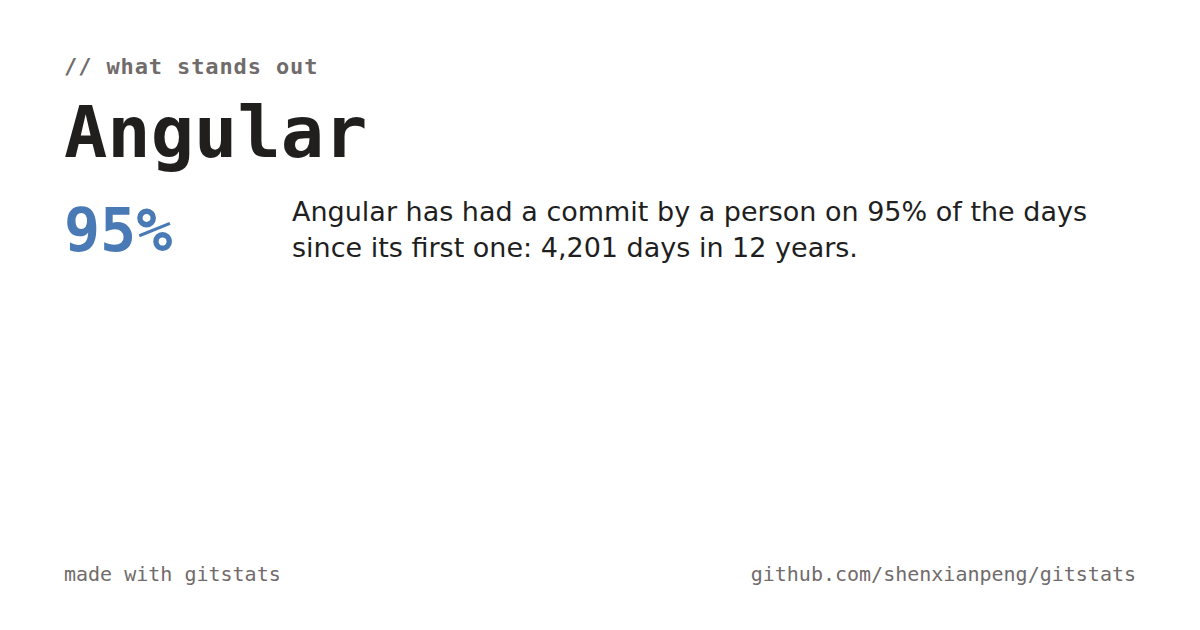 // what stands out
Angular
95%
Angular has had a commit by a person on 95% of the days
since its first one: 4,201 days in 12 years.
made with gitstats
github.com/shenxianpeng/gitstats